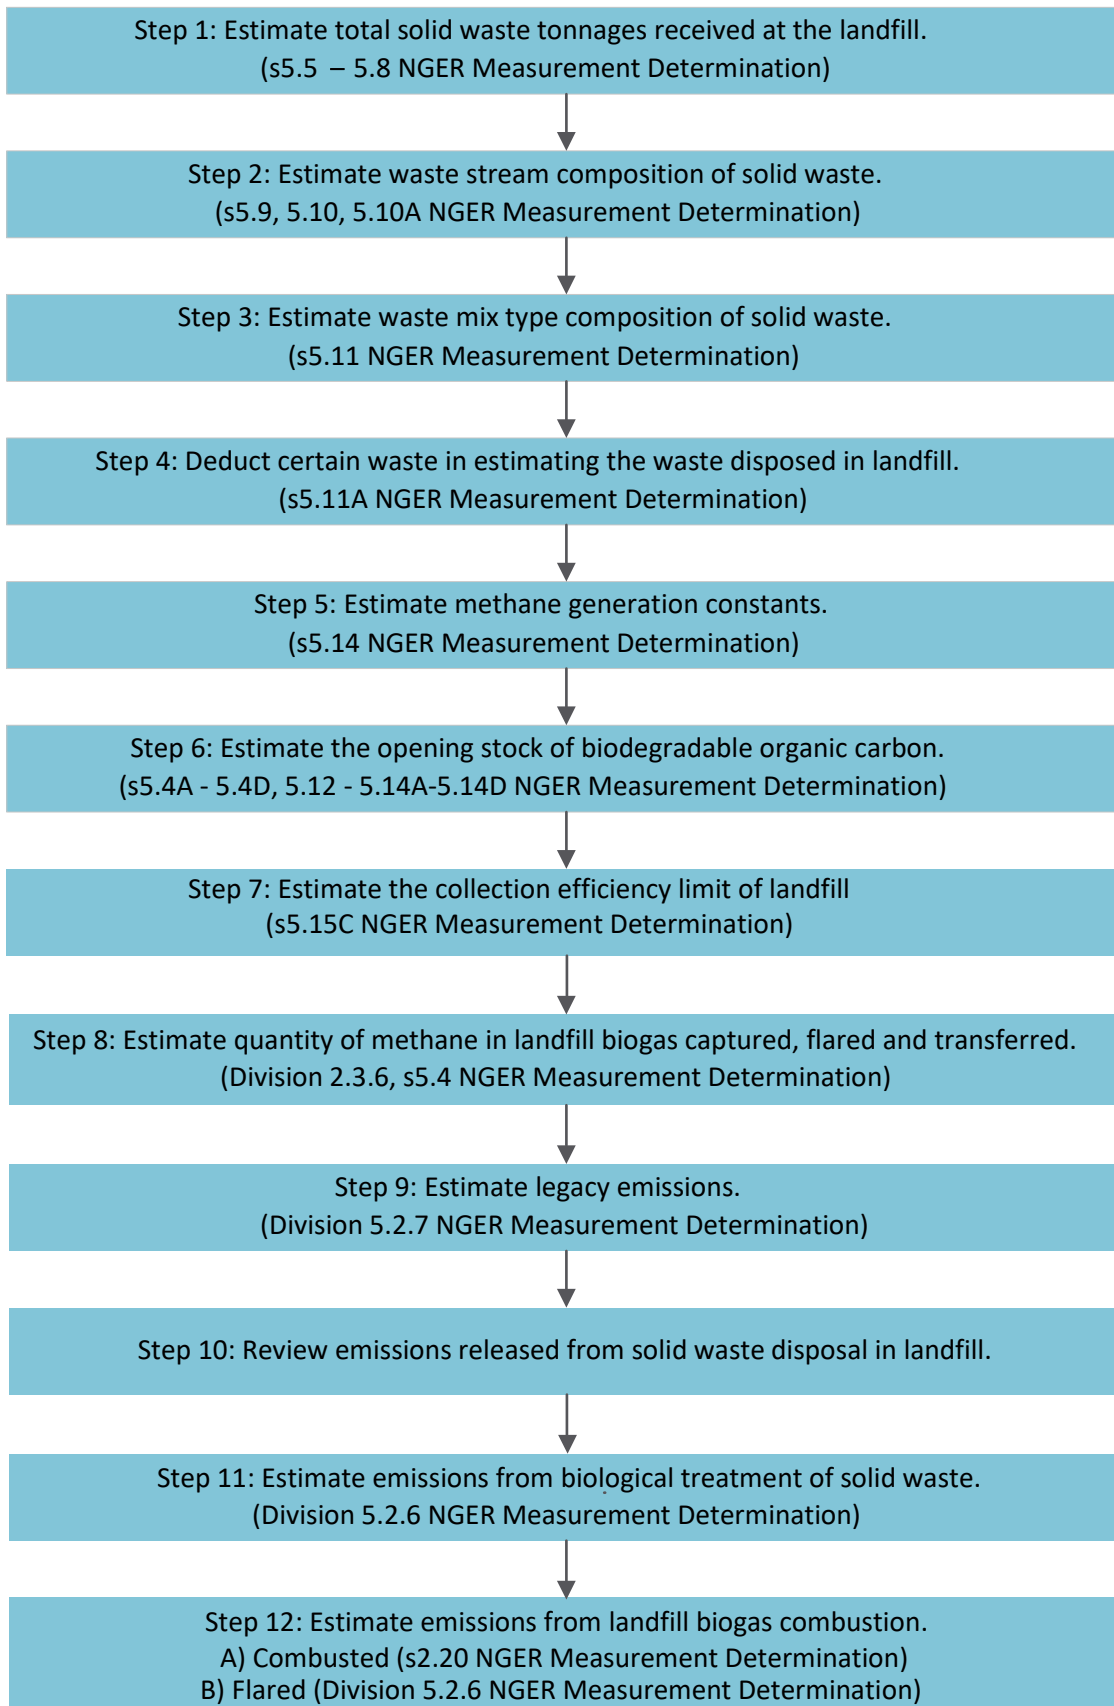 Step 1: Estimate total solid waste tonnages received at the landfill.
(s5.5 – 5.8 NGER Measurement Determination)
Step 2: Estimate waste stream composition of solid waste.
(s5.9, 5.10, 5.10A NGER Measurement Determination)
Step 3: Estimate waste mix type composition of solid waste.
(s5.11 NGER Measurement Determination)
Step 4: Deduct certain waste in estimating the waste disposed in landfill.
(s5.11A NGER Measurement Determination)
Step 5: Estimate methane generation constants.
(s5.14 NGER Measurement Determination)
Step 6: Estimate the opening stock of biodegradable organic carbon.
(s5.4A - 5.4D, 5.12 - 5.14A-5.14D NGER Measurement Determination)
Step 7: Estimate the collection efficiency limit of landfill
(s5.15C NGER Measurement Determination)
Step 8: Estimate quantity of methane in landfill biogas captured, flared and transferred.
(Division 2.3.6, s5.4 NGER Measurement Determination)
Step 9: Estimate legacy emissions.
(Division 5.2.7 NGER Measurement Determination)
Step 10: Review emissions released from solid waste disposal in landfill.
Step 11: Estimate emissions from biological treatment of solid waste.
(Division 5.2.6 NGER Measurement Determination)
Step 12: Estimate emissions from landfill biogas combustion.
A) Combusted (s2.20 NGER Measurement Determination)
B) Flared (Division 5.2.6 NGER Measurement Determination)